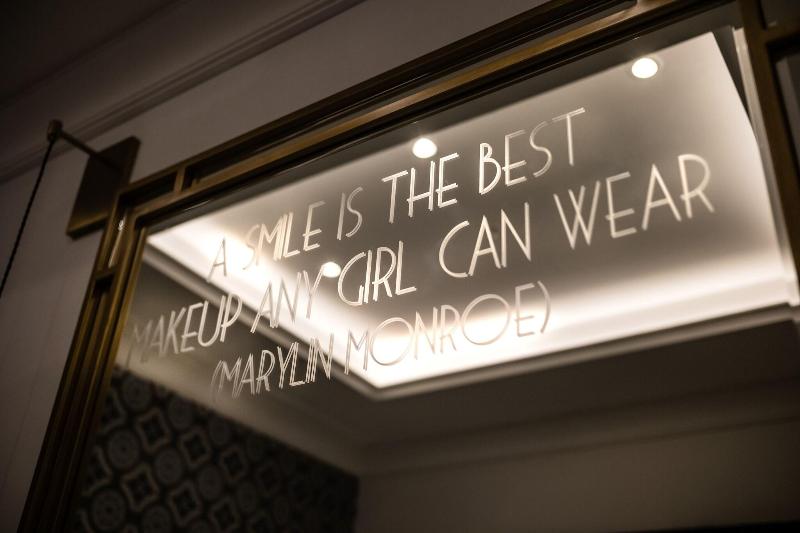 A SMILE IS THE BEST
MAKEUP ANY GIRL CAN WEAR
(MARYLIN MONROE)